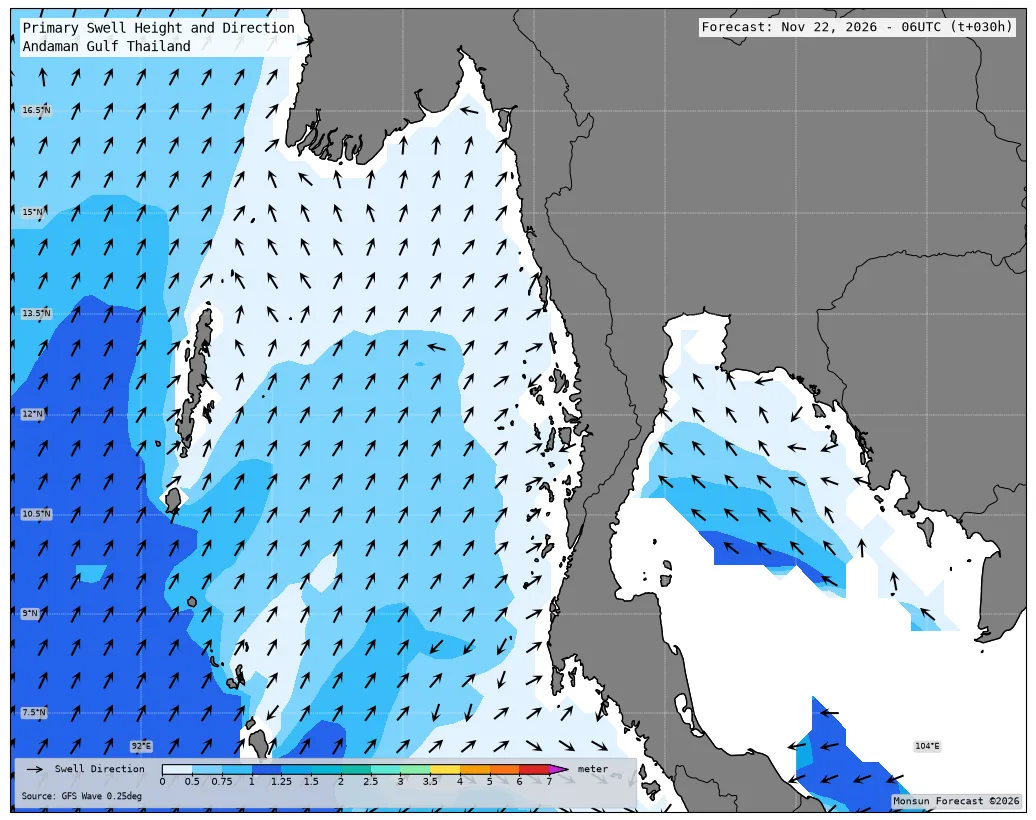 Primary Swell Height and Direction
Andaman Gulf Thailand
Forecast: Nov 22, 2026 - 06UTC (t+030h)
16.5°N
15°N
13.5°N
12°N
10.5°N
9°N
7.5°N
92°E
104°E
Swell Direction
meter
0 0.5 0.75 1 1.25 1.5 2 2.5 3 3.5 4 5 6 7
Source: GFS Wave 0.25deg
Monsun Forecast ©2026